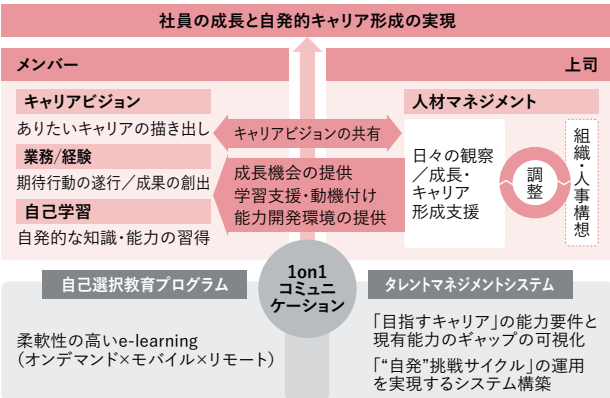 社員の成長と自発的キャリア形成の実現
メンバー
上司
キャリアビジョン
ありたいキャリアの描き出し
業務/経験
期待行動の遂行／成果の創出
自己学習
自発的な知識・能力の習得
キャリアビジョンの共有
成長機会の提供
学習支援・動機付け
能力開発環境の提供
人材マネジメント
日々の観察
／成長・
キャリア
形成支援
調整
組織・人事構想
1on1
コミュニ
ケーション
自己選択教育プログラム
柔軟性の高いe-learning
（オンデマンド×モバイル×リモート）
タレントマネジメントシステム
「目指すキャリア」の能力要件と
現有能力のギャップの可視化
「“自発”挑戦サイクル」の運用
を実現するシステム構築